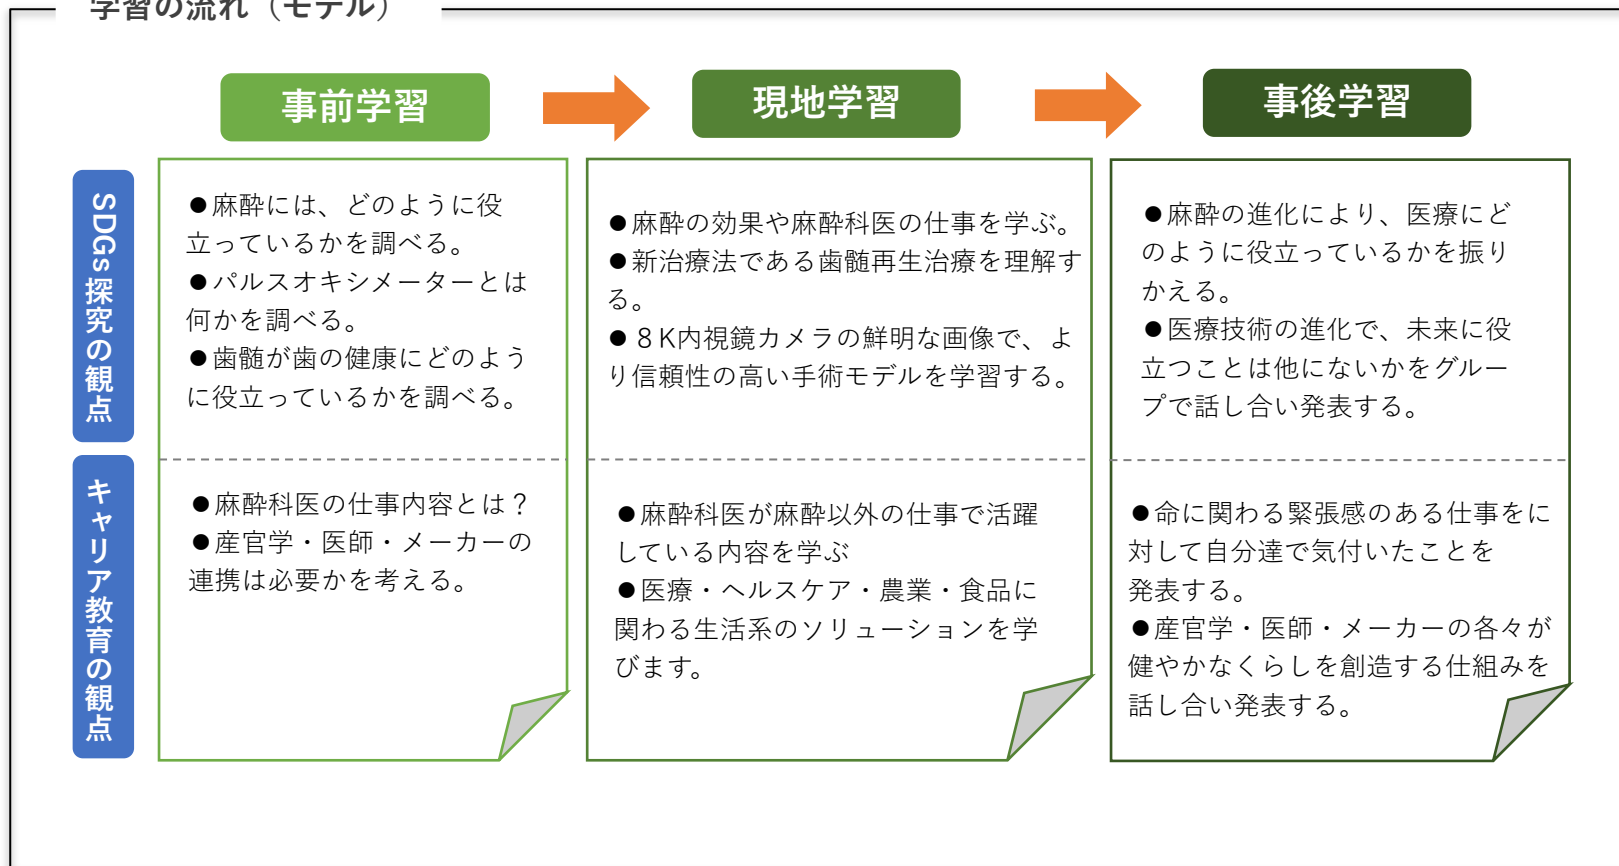 学習の流れ（モデル）
事前学習
現地学習
事後学習
SDGs探究の観点
●麻酔には、どのように役
立っているかを調べる。
●パルスオキシメーターとは
何かを調べる。
●歯髄が歯の健康にどのよう
に役立っているかを調べる。
●麻酔の効果や麻酔科医の仕事を学ぶ。
●新治療法である歯髄再生治療を理解す
る。
●８K内視鏡カメラの鮮明な画像で、よ
り信頼性の高い手術モデルを学習する。
●麻酔の進化により、医療にど
のように役立っているかを振り
かえる。
●医療技術の進化で、未来に役
立つことは他にないかをグルー
プで話し合い発表する。
キャリア教育の観点
●麻酔科医の仕事内容とは？
●産官学・医師・メーカーの
連携は必要かを考える。
●麻酔科医が麻酔以外の仕事で活躍
している内容を学ぶ
●医療・ヘルスケア・農業・食品に
関わる生活系のソリューションを学
びます。
●命に関わる緊張感のある仕事をに
対して自分達で気付いたことを
発表する。
●産官学・医師・メーカーの各々が
健やかなくらしを創造する仕組みを
話し合い発表する。